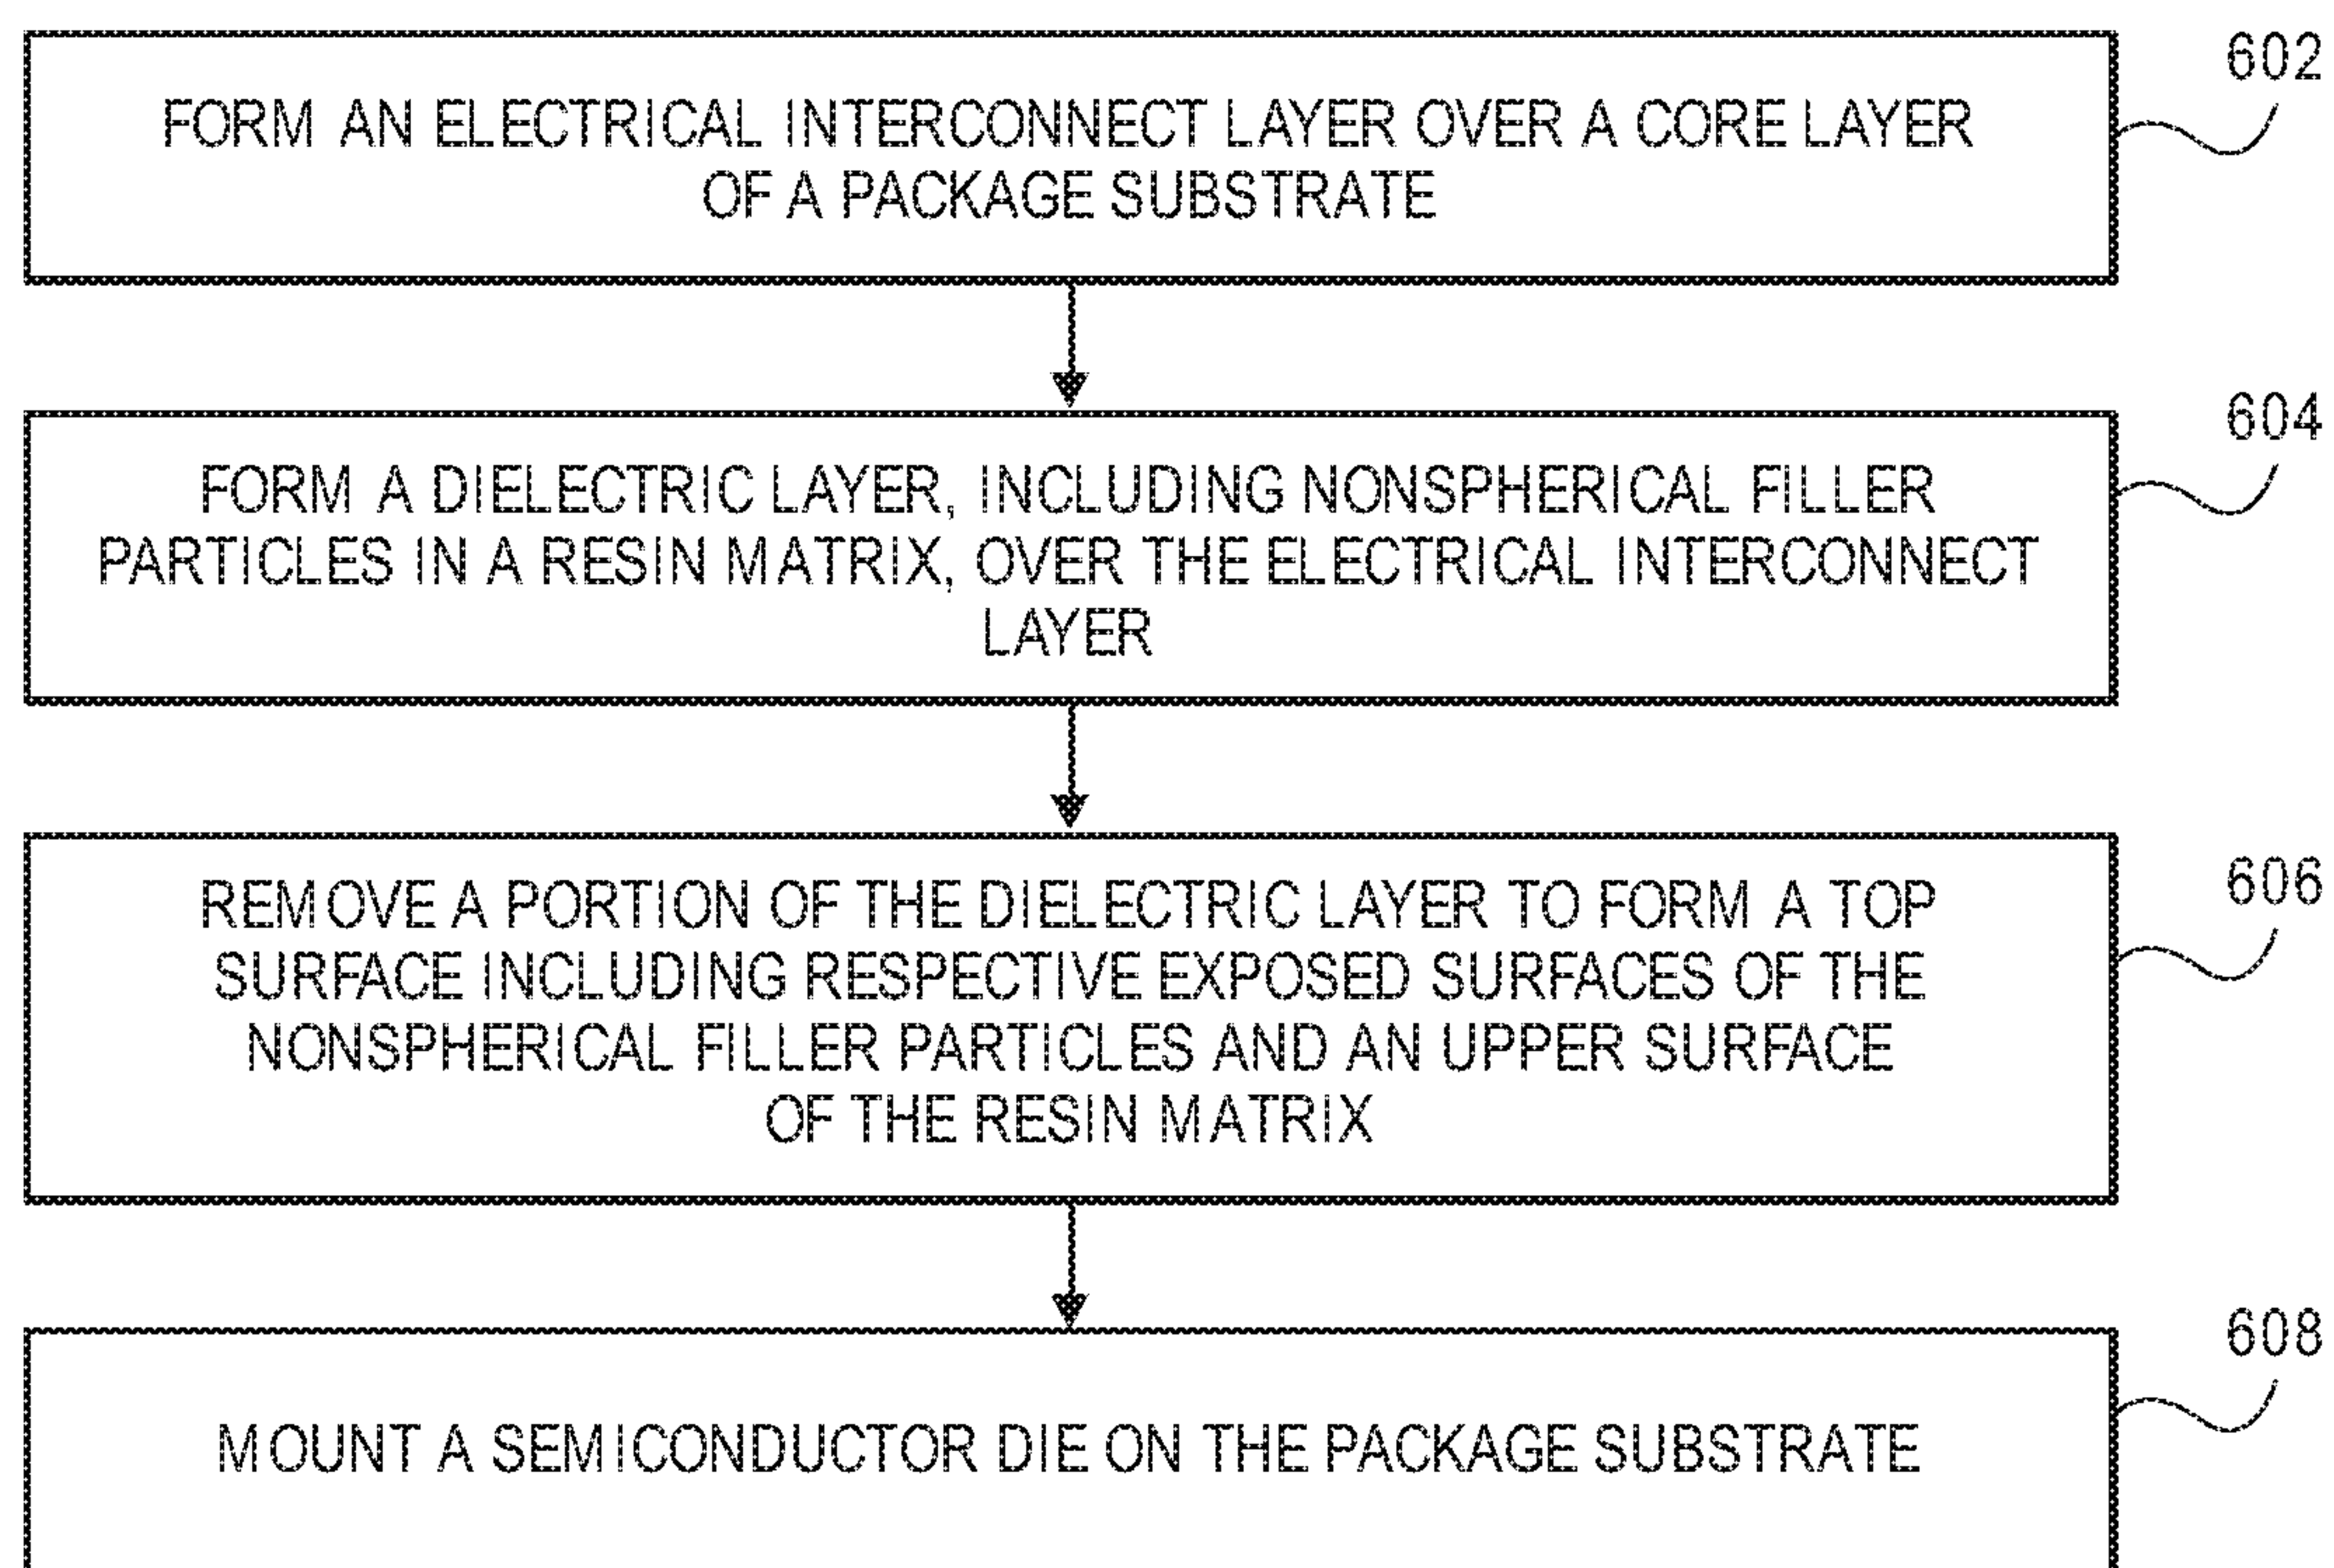 602
FORM AN ELECTRICAL INTERCONNECT LAYER OVER A CORE LAYER
OF A PACKAGE SUBSTRATE
604
FORM A DIELECTRIC LAYER, INCLUDING NONSPHERICAL FILLER
PARTICLES IN A RESIN MATRIX, OVER THE ELECTRICAL INTERCONNECT
LAYER
606
REMOVE A PORTION OF THE DIELECTRIC LAYER TO FORM A TOP
SURFACE INCLUDING RESPECTIVE EXPOSED SURFACES OF THE
NONSPHERICAL FILLER PARTICLES AND AN UPPER SURFACE
OF THE RESIN MATRIX
608
MOUNT A SEMICONDUCTOR DIE ON THE PACKAGE SUBSTRATE